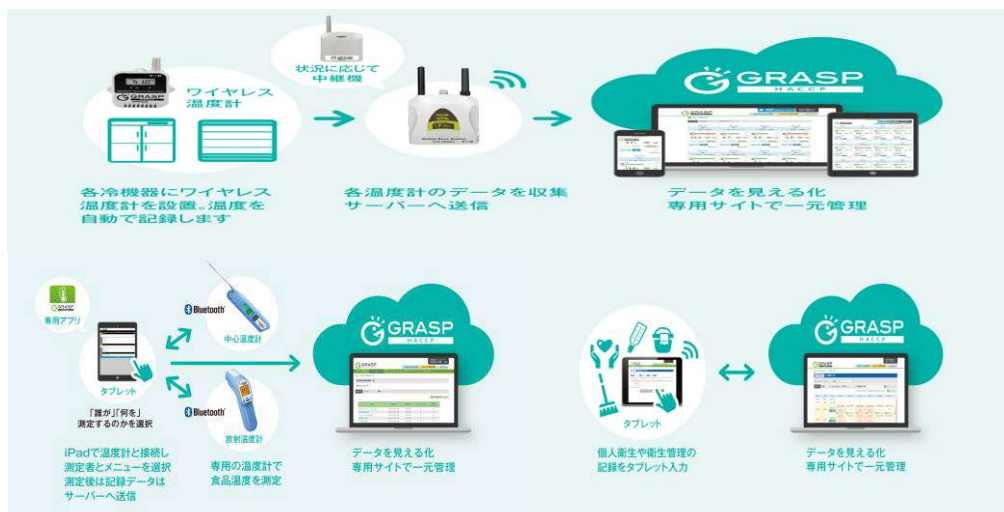 状況に応じて
中継機
ワイヤレス
温度計
GRASP
HACCP
各冷機器にワイヤレス
温度計を設置。温度を
自動で記録します
各温度計のデータを収集
サーバーへ送信
データを見える化
専用サイトで一元管理
GRASP
専用アプリ
タブレット
「誰が」「何を」
測定するのかを選択
iPadで温度計と接続し
測定者とメニューを選択
測定後は記録データは
サーバーへ送信
Bluetooth
中心温度計
Bluetooth
放射温度計
専用の温度計で
食品温度を測定
GRASP
HACCP
データを見える化
専用サイトで一元管理
タブレット
個人衛生や衛生管理の
記録をタブレット入力
GRASP
HACCP
データを見える化
専用サイトで一元管理